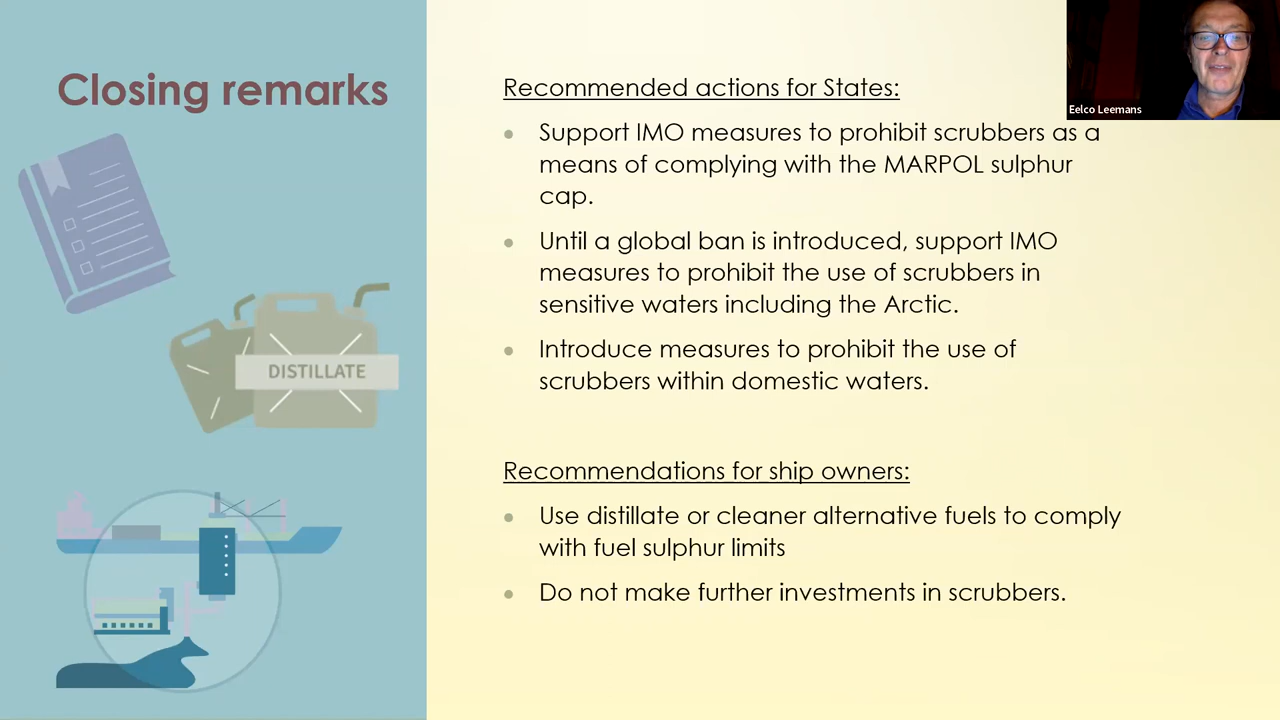 Closing remarks
DISTILLATE
Recommended actions for States:
Support IMO measures to prohibit scrubbers as a
means of complying with the MARPOL sulphur
cap.
Until a global ban is introduced, support IMO
measures to prohibit the use of scrubbers in
sensitive waters including the Arctic.
Introduce measures to prohibit the use of
scrubbers within domestic waters.
Recommendations for ship owners:
Use distillate or cleaner alternative fuels to comply
with fuel sulphur limits
Do not make further investments in scrubbers.
Eelco Leemans